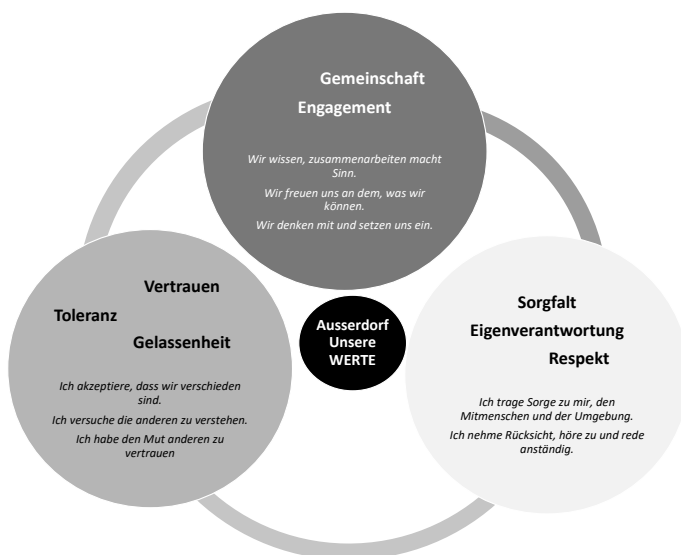 Gemeinschaft
Engagement
Wir wissen, zusammenarbeiten macht
Sinn.
Wir freuen uns an dem, was wir
können.
Wir denken mit und setzen uns ein.
Vertrauen
Toleranz
Gelassenheit
Ich akzeptiere, dass wir verschieden
sind.
Ich versuche die anderen zu verstehen.
Ich habe den Mut anderen zu
vertrauen
Ausserdorf
Unsere
WERTE
Sorgfalt
Eigenverantwortung
Respekt
Ich trage Sorge zu mir, den
Mitmenschen und der Umgebung.
Ich nehme Rücksicht, höre zu und rede
anständig.